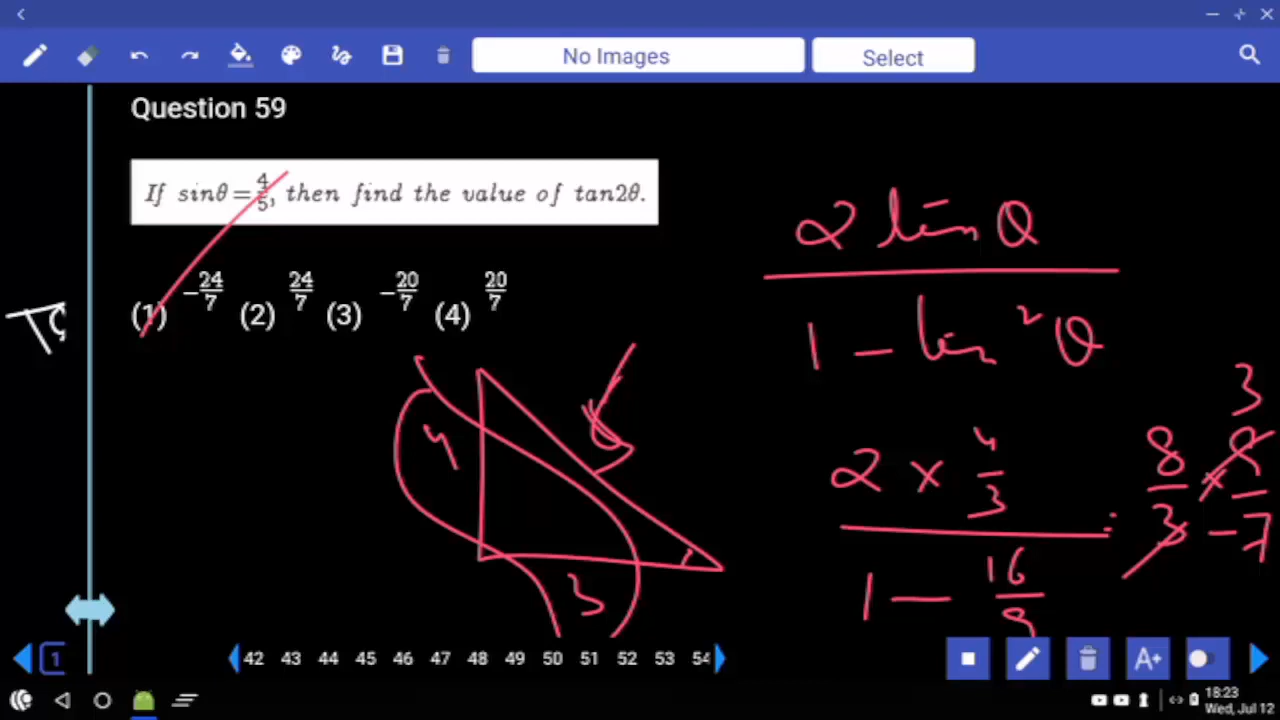 No Images
Select
Question 59
If sinθ = 4/5, then find the value of tan2θ.
(1) -24/7 (2) 24/7 (3) -20/7 (4) 20/7
2 tan θ
1 - tan² θ
4
3
2 × 4/3
1 - 16/9
= 8/3 × 9/-7
3
1
42 43 44 45 46 47 48 49 50 51 52 53 54
A+
18:23
Wed, Jul 12